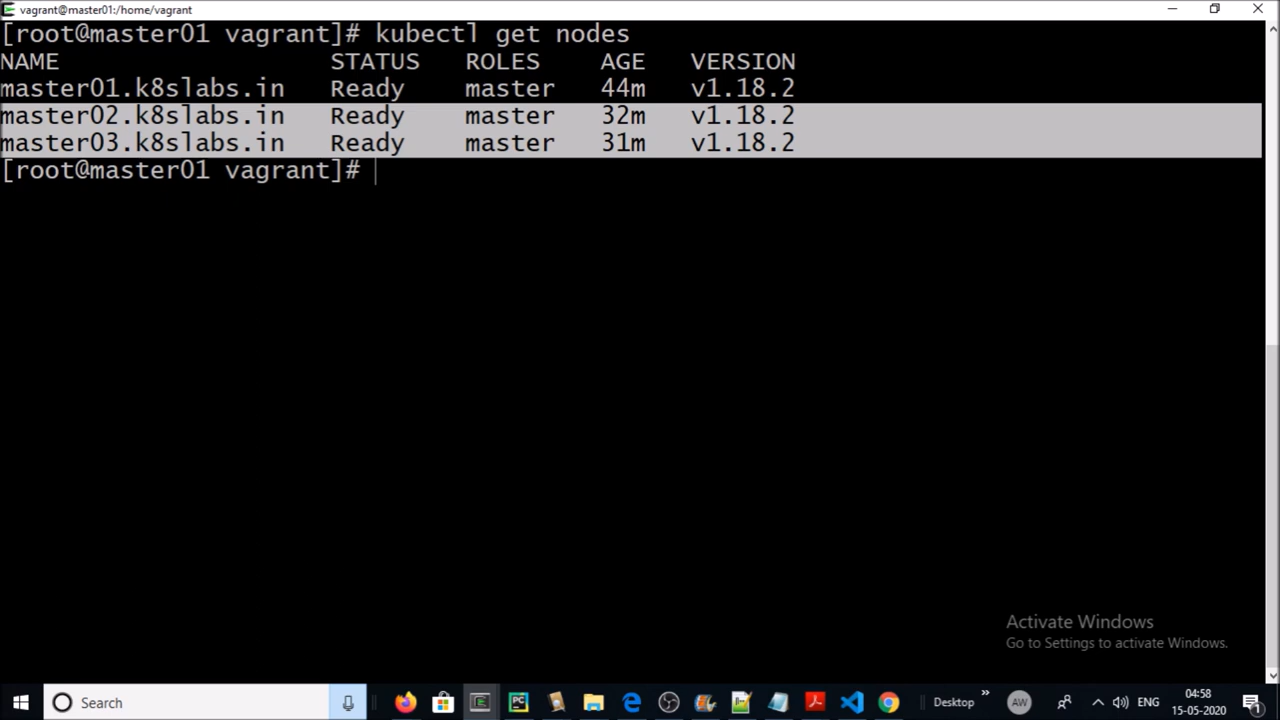 vagrant@master01:/home/vagrant
[root@master01 vagrant]# kubectl get nodes
NAME STATUS ROLES AGE VERSION
master01.k8slabs.in Ready master 44m v1.18.2
master02.k8slabs.in Ready master 32m v1.18.2
master03.k8slabs.in Ready master 31m v1.18.2
[root@master01 vagrant]#
Activate Windows
Go to Settings to activate Windows.
Search
PC
Desktop
»
AW
ENG
04:58
15-05-2020
1